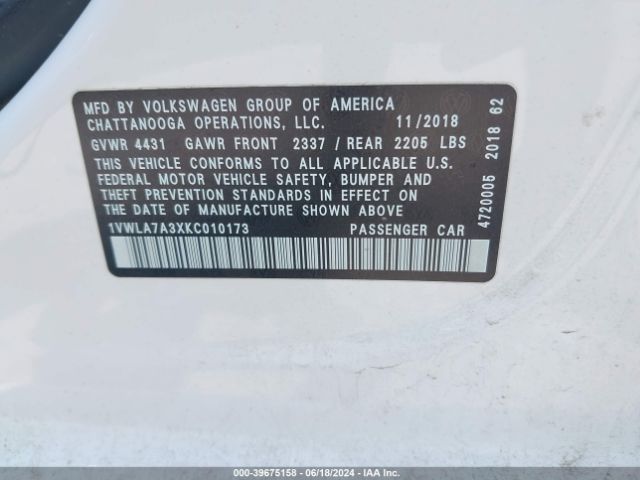 MFD BY VOLKSWAGEN GROUP OF AMERICA
CHATTANOOGA OPERATIONS, LLC. 11/2018
GVWR 4431 GAWR FRONT 2337 / REAR 2205 LBS
THIS VEHICLE CONFORMS TO ALL APPLICABLE U.S.
FEDERAL MOTOR VEHICLE SAFETY, BUMPER AND
THEFT PREVENTION STANDARDS IN EFFECT ON
THE DATE OF MANUFACTURE SHOWN ABOVE
1VWLA7A3XKC010173 PASSENGER CAR
4720005 2018 62
000-39675158 - 06/18/2024 - IAA Inc.